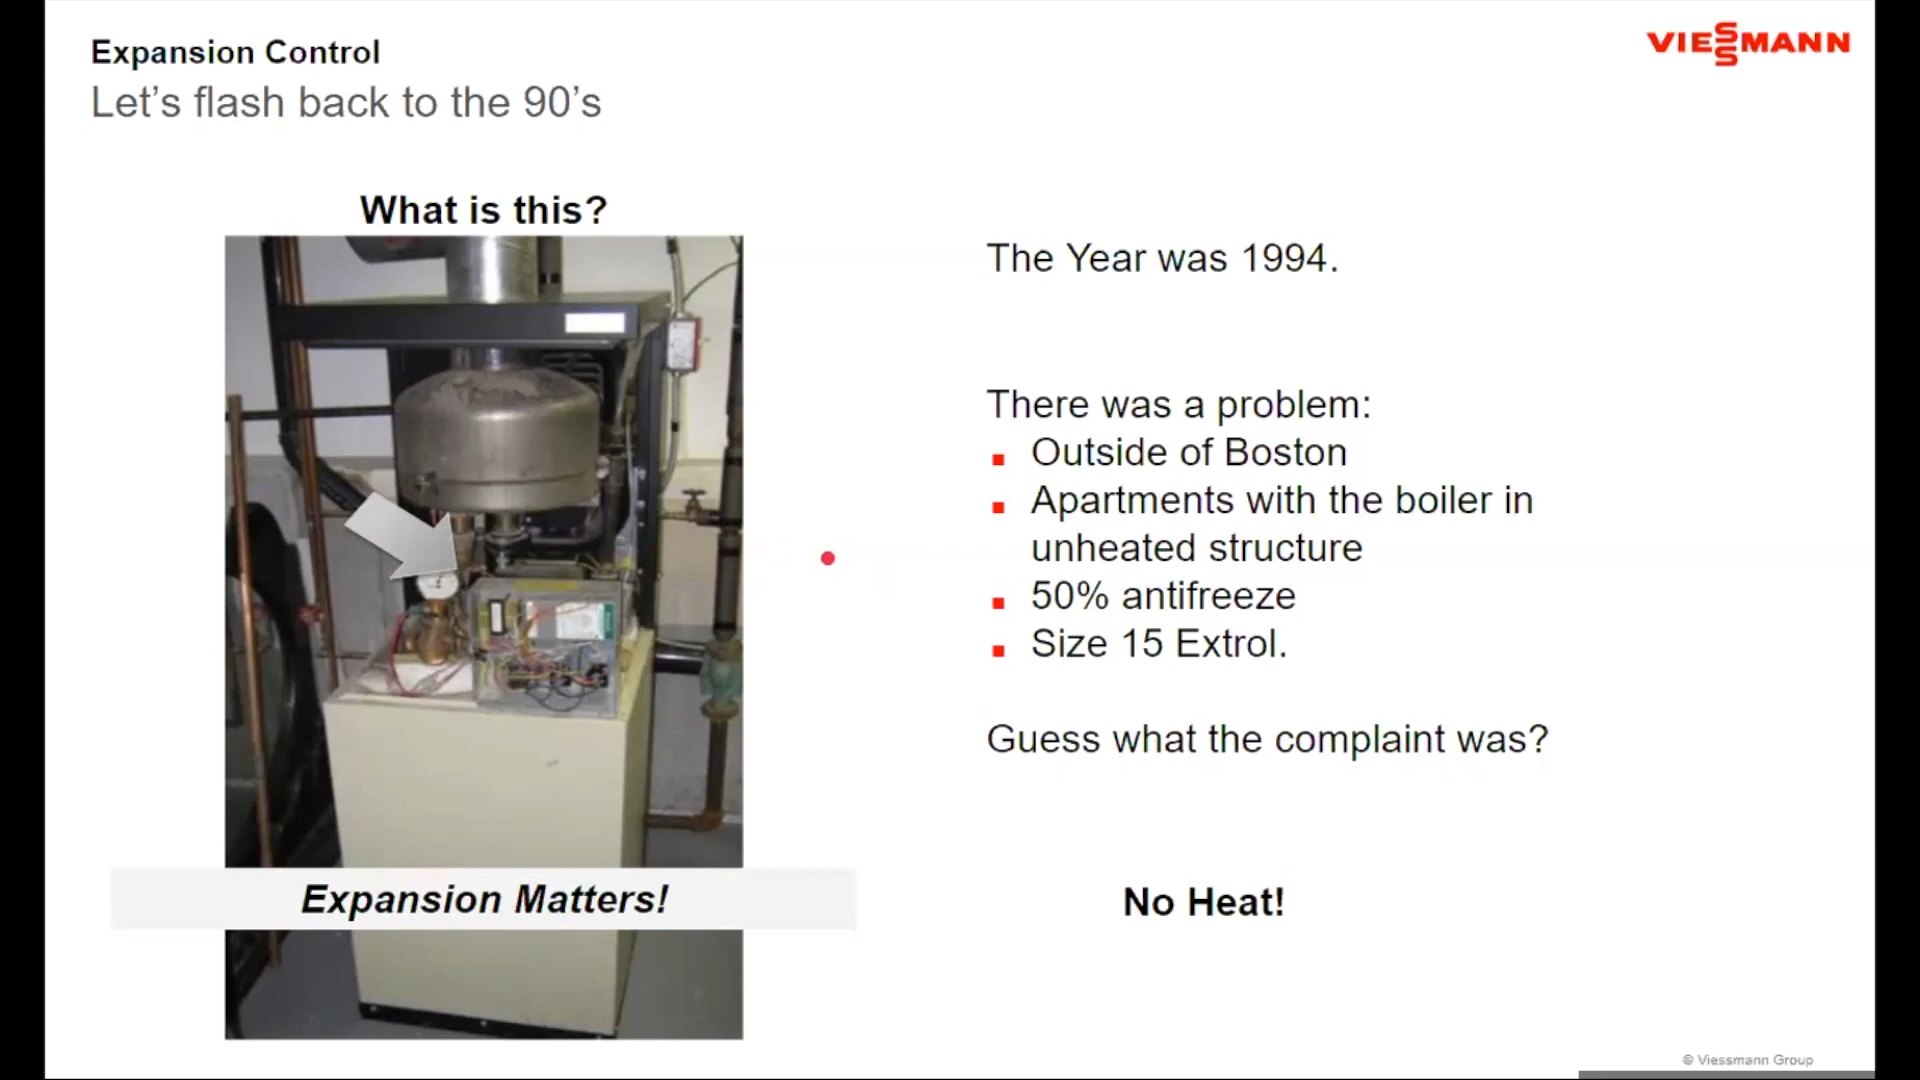 Expansion Control
Let's flash back to the 90's
VIESSMANN
What is this?
The Year was 1994.
There was a problem:
Outside of Boston
Apartments with the boiler in
unheated structure
50% antifreeze
Size 15 Extrol.
Guess what the complaint was?
Expansion Matters!
No Heat!
© Viessmann Group